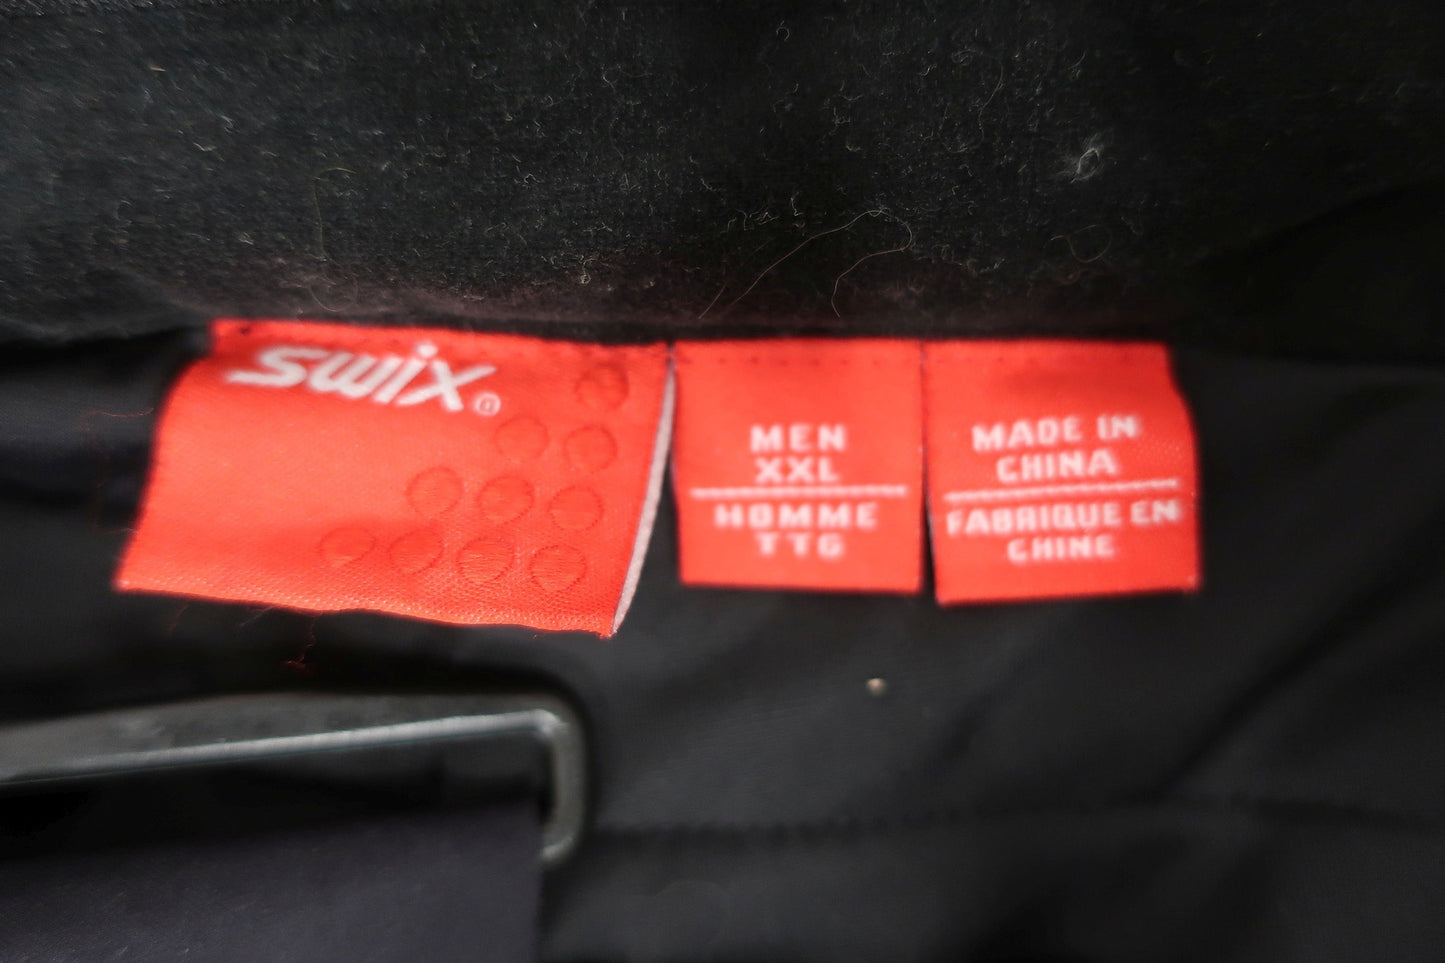 swix®
MEN
XXL
HOMME
TTG
MADE IN
CHINA
FABRIQUE EN
CHINE